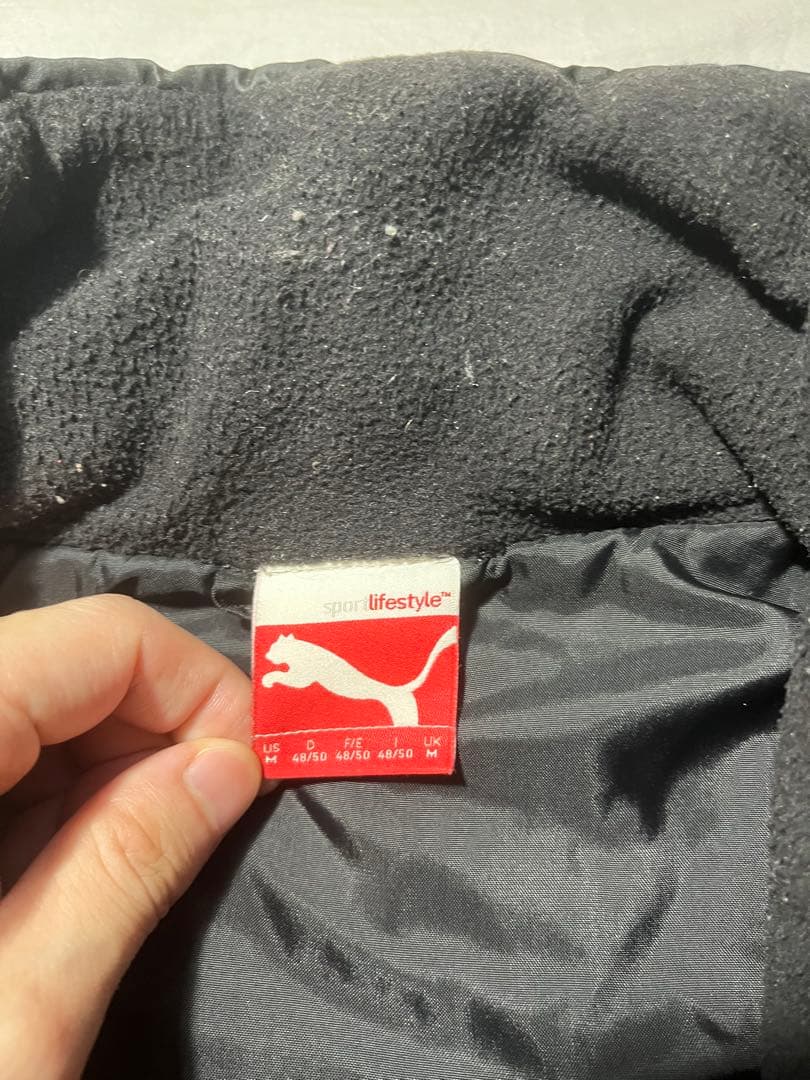 sportlifestyle™
US D F/E I UK
M 48/50 48/50 48/50 M